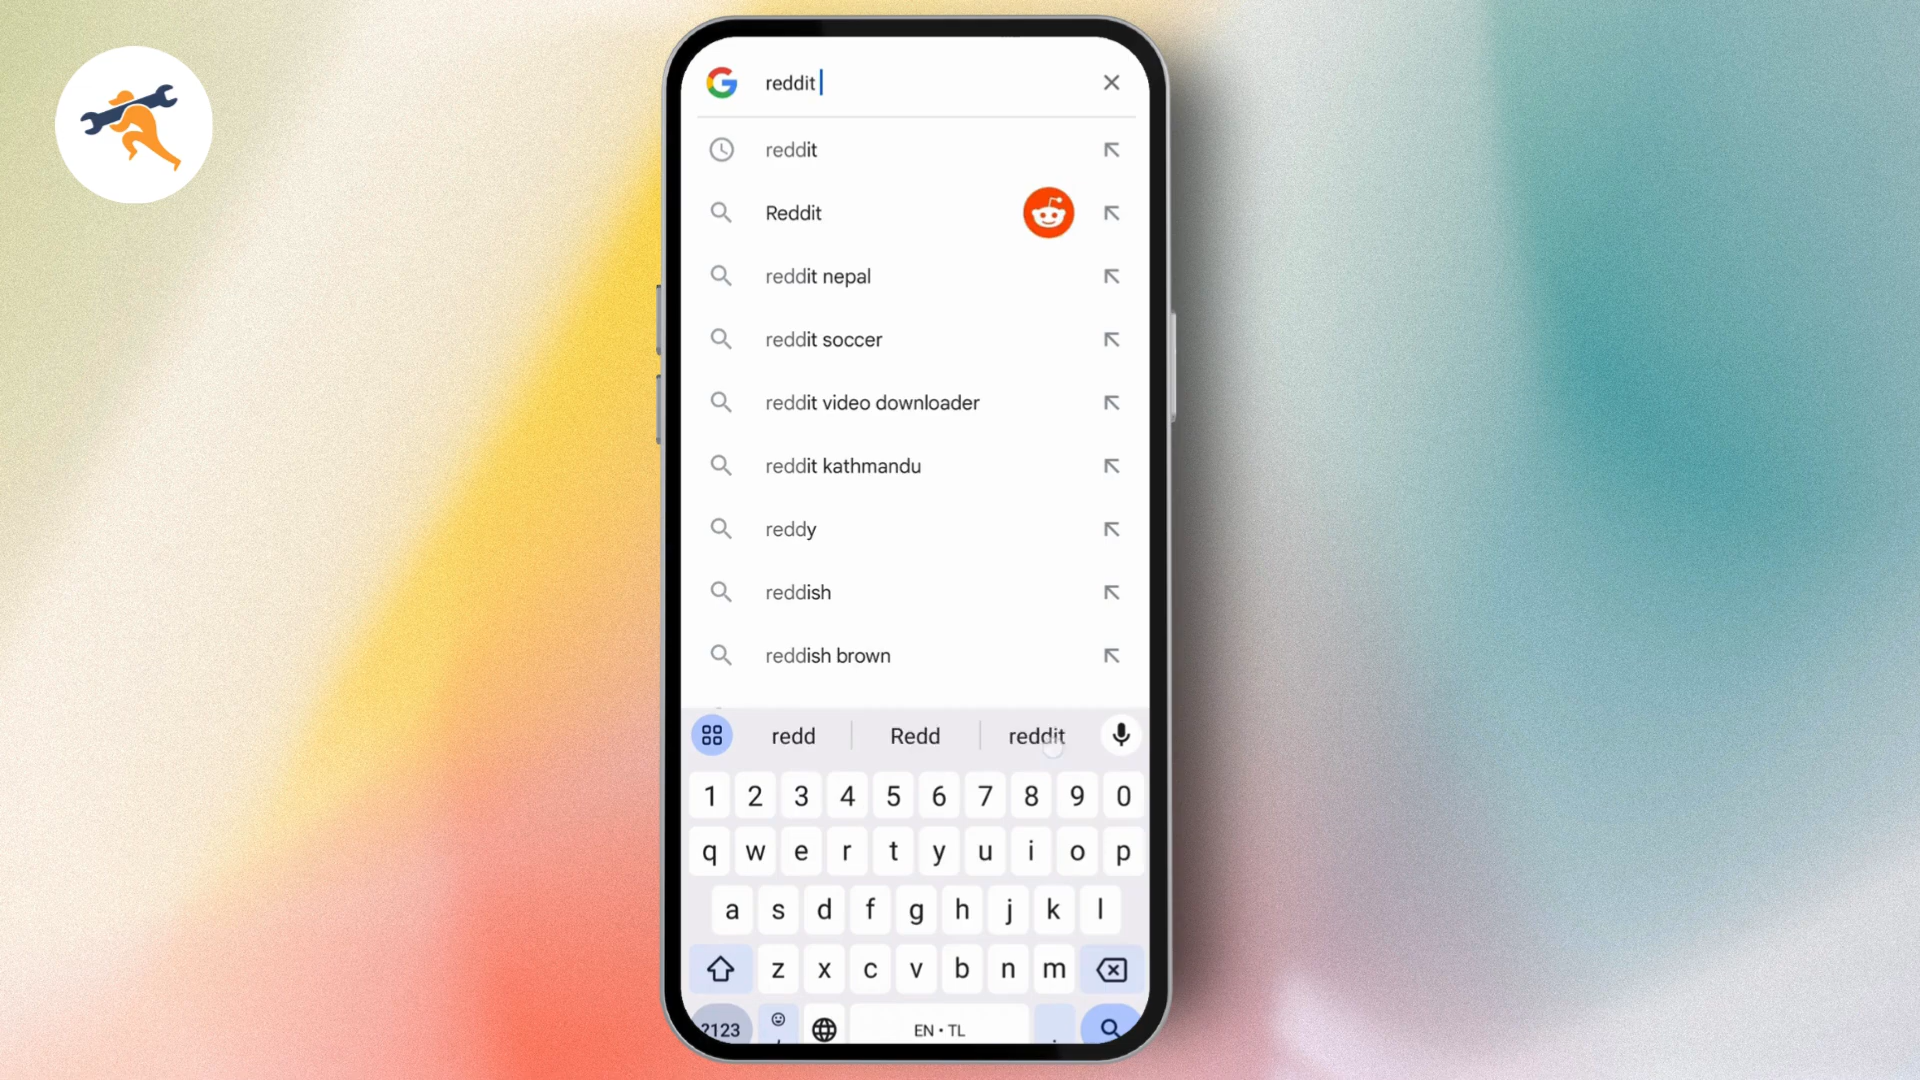 reddit
reddit
Reddit
reddit nepal
reddit soccer
reddit video downloader
reddit kathmandu
reddy
reddish
reddish brown
redd Redd reddit
1 2 3 4 5 6 7 8 9 0
q w e r t y u i o p
a s d f g h j k l
z x c v b n m
?123 , EN • TL .